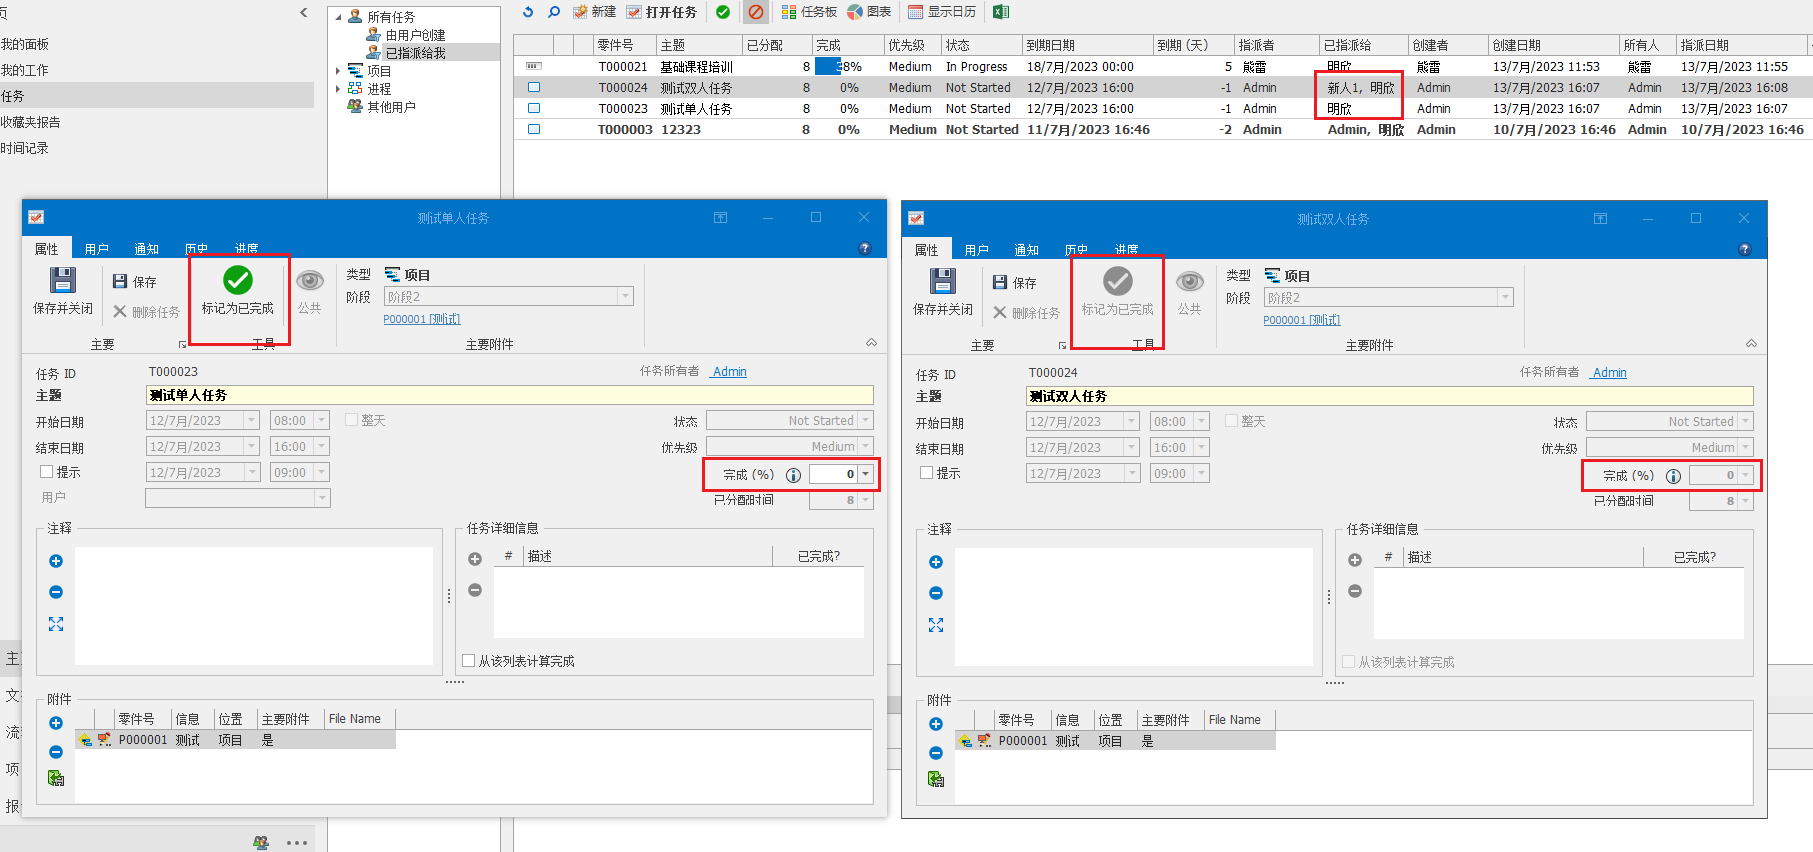 页
我的面板
我的工作
任务
收藏夹报告
时间记录
所有任务
由用户创建
已指派给我
项目
进程
其他用户
新建 打开任务 任务板 图表 显示日历
零件号 主题 已分配 完成 优先级 状态 到期日期 到期 (天) 指派者 已指派给 创建者 创建日期 所有人 指派日期
T000021 基础课程培训 8 38% Medium In Progress 18/7月/2023 00:00 5 熊雷 明欣 熊雷 13/7月/2023 11:53 熊雷 13/7月/2023 11:55
T000024 测试双人任务 8 0% Medium Not Started 12/7月/2023 16:00 -1 Admin 新人1, 明欣 Admin 13/7月/2023 16:07 Admin 13/7月/2023 16:08
T000023 测试单人任务 8 0% Medium Not Started 12/7月/2023 16:00 -1 Admin 明欣 Admin 13/7月/2023 16:07 Admin 13/7月/2023 16:07
T000003 12323 8 0% Medium Not Started 11/7月/2023 16:46 -2 Admin Admin, 明欣 Admin 10/7月/2023 16:46 Admin 10/7月/2023 16:46
测试单人任务
属性 用户 通知 历史 进度
保存并关闭 保存 删除任务 标记为已完成 公共
类型 项目
阶段 阶段2
P000001 [测试]
主要 工具 主要附件
任务 ID T000023 任务所有者 Admin
主题 测试单人任务
开始日期 12/7月/2023 08:00 整天 状态 Not Started
结束日期 12/7月/2023 16:00 优先级 Medium
提示 12/7月/2023 09:00 完成 (%) 0
用户 已分配时间 8
注释 任务详细信息
# 描述 已完成?
从该列表计算完成
附件
零件号 信息 位置 主要附件 File Name
P000001 测试 项目 是
测试双人任务
属性 用户 通知 历史 进度
保存并关闭 保存 删除任务 标记为已完成 公共
类型 项目
阶段 阶段2
P000001 [测试]
主要 工具 主要附件
任务 ID T000024 任务所有者 Admin
主题 测试双人任务
开始日期 12/7月/2023 08:00 整天 状态 Not Started
结束日期 12/7月/2023 16:00 优先级 Medium
提示 12/7月/2023 09:00 完成 (%) 0
已分配时间 8
注释 任务详细信息
# 描述 已完成?
从该列表计算完成
附件
零件号 信息 位置 主要附件 File Name
P000001 测试 项目 是
主
文
流
项
报